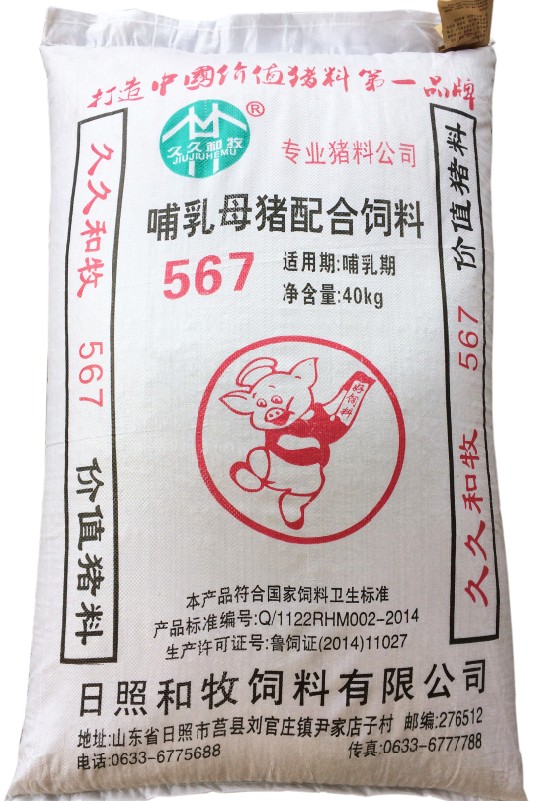 打造中國价值猪料第一品牌
久久和牧
JIUJIUHEMU
®
专业猪料公司
哺乳母猪配合饲料
567
适用期:哺乳期
净含量:40kg
久久和牧 567 价值猪料
久久和牧 567 价值猪料
好饲料
本产品符合国家饲料卫生标准
产品标准编号:Q/1122RHM002-2014
生产许可证号:鲁饲证(2014)11027
日照和牧饲料有限公司
地址:山东省日照市莒县刘官庄镇尹家店子村 邮编:276512
电话:0633-6775688 传真:0633-6777788